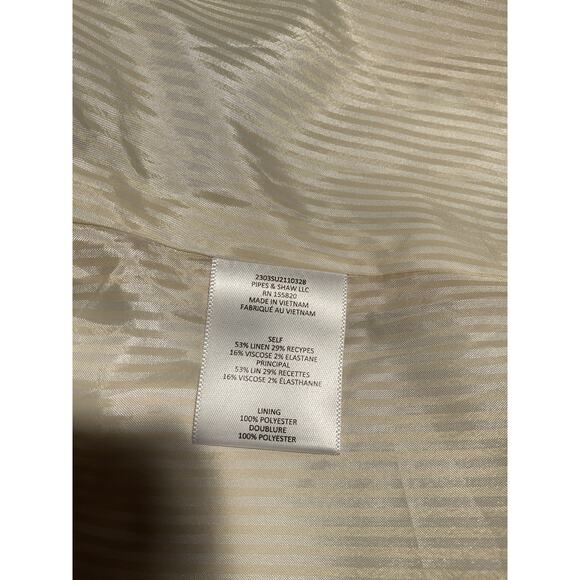 2303SU2110328
PIPES & SHAW LLC
RN 155820
MADE IN VIETNAM
FABRIQUÉ AU VIETNAM
SELF
53% LINEN 29% RECYPES
16% VISCOSE 2% ELASTANE
PRINCIPAL
53% LIN 29% RECETTES
16% VISCOSE 2% ÉLASTHANNE
LINING
100% POLYESTER
DOUBLURE
100% POLYESTER